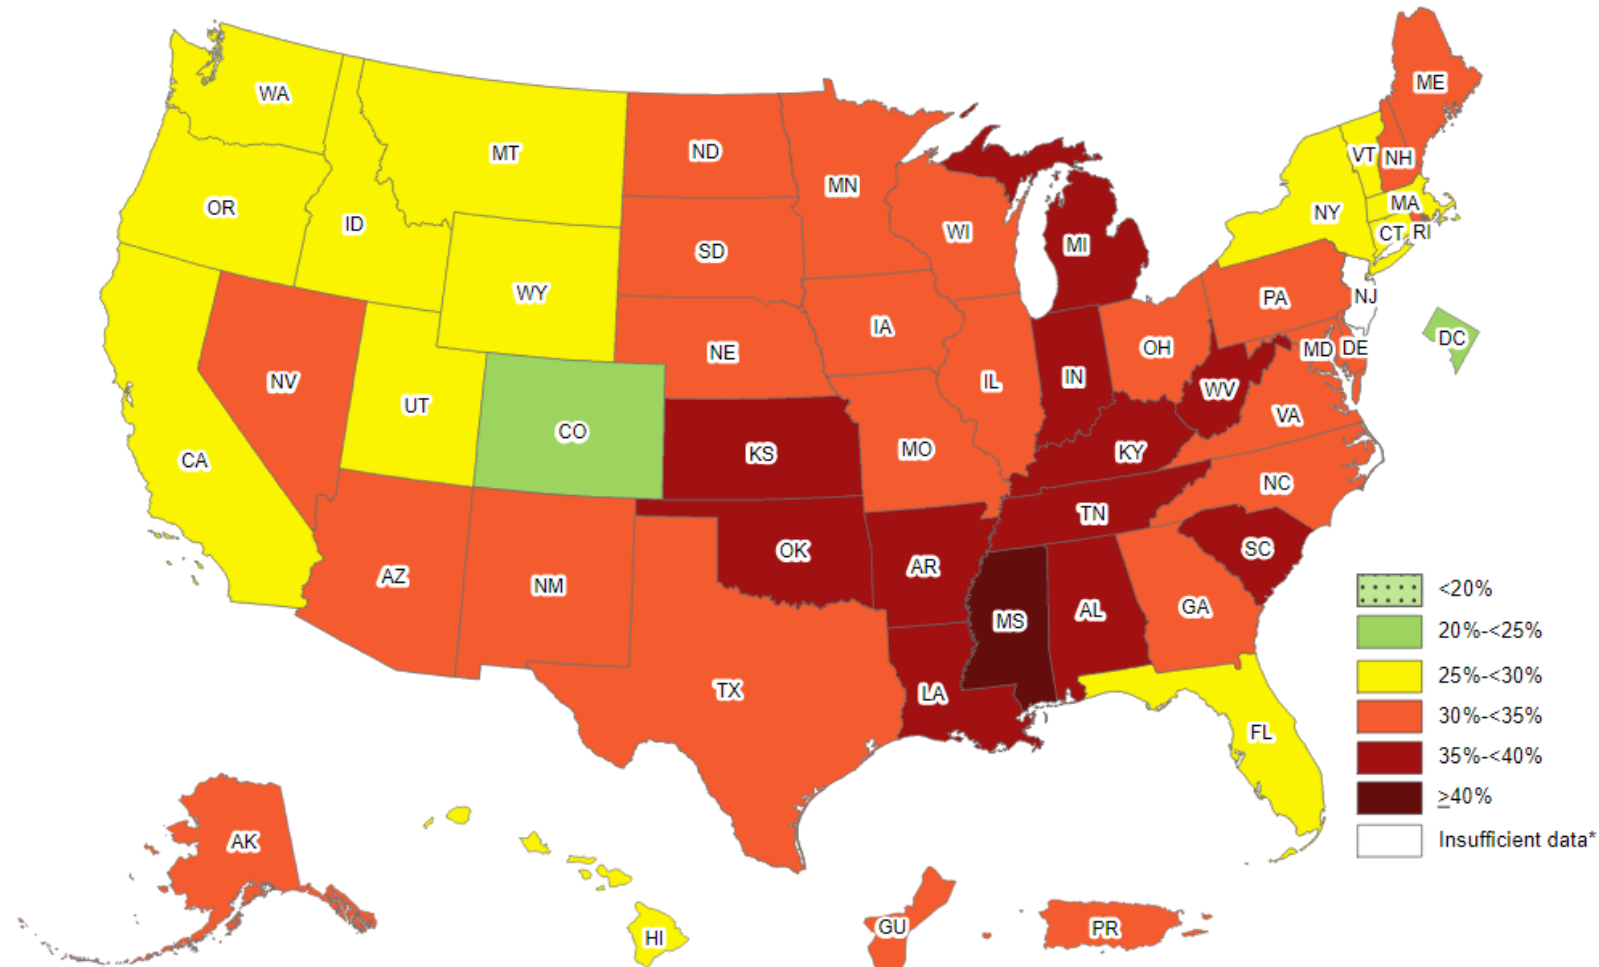 ME
WA
MT
ND
VT
NH
MN
OR
ID
MA
NY
WI
CT
RI
MI
SD
WY
PA
NJ
IA
DC
NE
OH
MD
DE
NV
IL
IN
WV
UT
VA
CO
KS
MO
KY
CA
NC
TN
OK
SC
AR
AZ
NM
<20%
GA
AL
MS
20%-<25%
25%-<30%
TX
LA
30%-<35%
FL
35%-<40%
≥40%
AK
Insufficient data*
GU
PR
HI